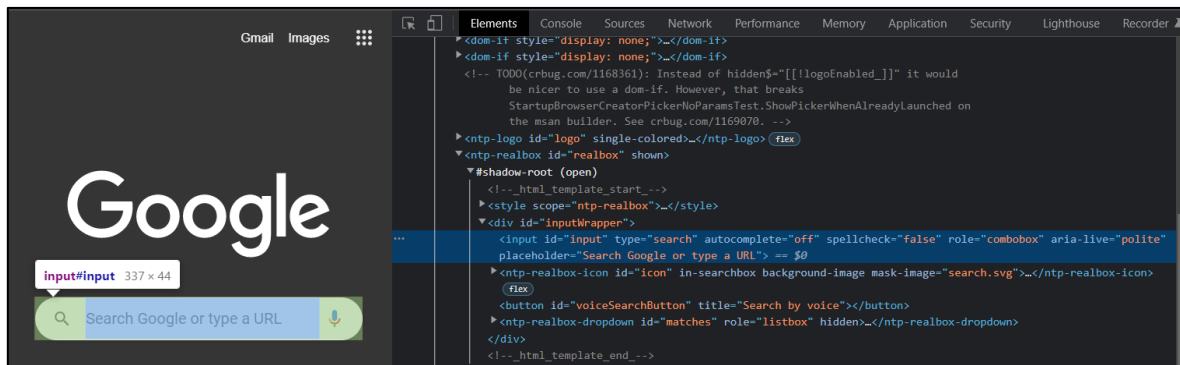 Gmail Images
Google
input#input 337 × 44
Search Google or type a URL
Elements Console Sources Network Performance Memory Application Security Lighthouse Recorder
<dom-if style="display: none;">…</dom-if>
<dom-if style="display: none;">…</dom-if>
<!-- TODO(crbug.com/1168361): Instead of hidden$="[[!logoEnabled_]]" it would
be nicer to use a dom-if. However, that breaks
StartupBrowserCreatorPickerNoParamsTest.ShowPickerWhenAlreadyLaunched on
the msan builder. See crbug.com/1169070. -->
<ntp-logo id="logo" single-colored>…</ntp-logo> flex
<ntp-realbox id="realbox" shown>
#shadow-root (open)
<!--_html_template_start_-->
<style scope="ntp-realbox">…</style>
<div id="inputWrapper">
… <input id="input" type="search" autocomplete="off" spellcheck="false" role="combobox" aria-live="polite"
placeholder="Search Google or type a URL"> == $0
<ntp-realbox-icon id="icon" in-searchbox background-image mask-image="search.svg">…</ntp-realbox-icon>
flex
<button id="voiceSearchButton" title="Search by voice"></button>
<ntp-realbox-dropdown id="matches" role="listbox" hidden>…</ntp-realbox-dropdown>
</div>
<!--_html_template_end_-->